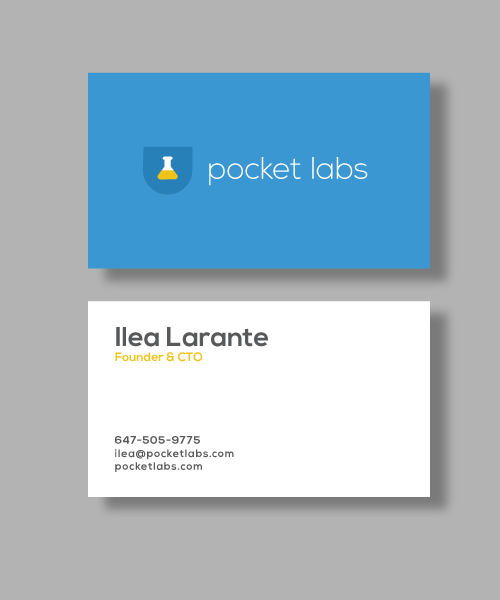 pocket labs
Ilea Larante
Founder & CTO
647-505-9775
ilea@pocketlabs.com
pocketlabs.com